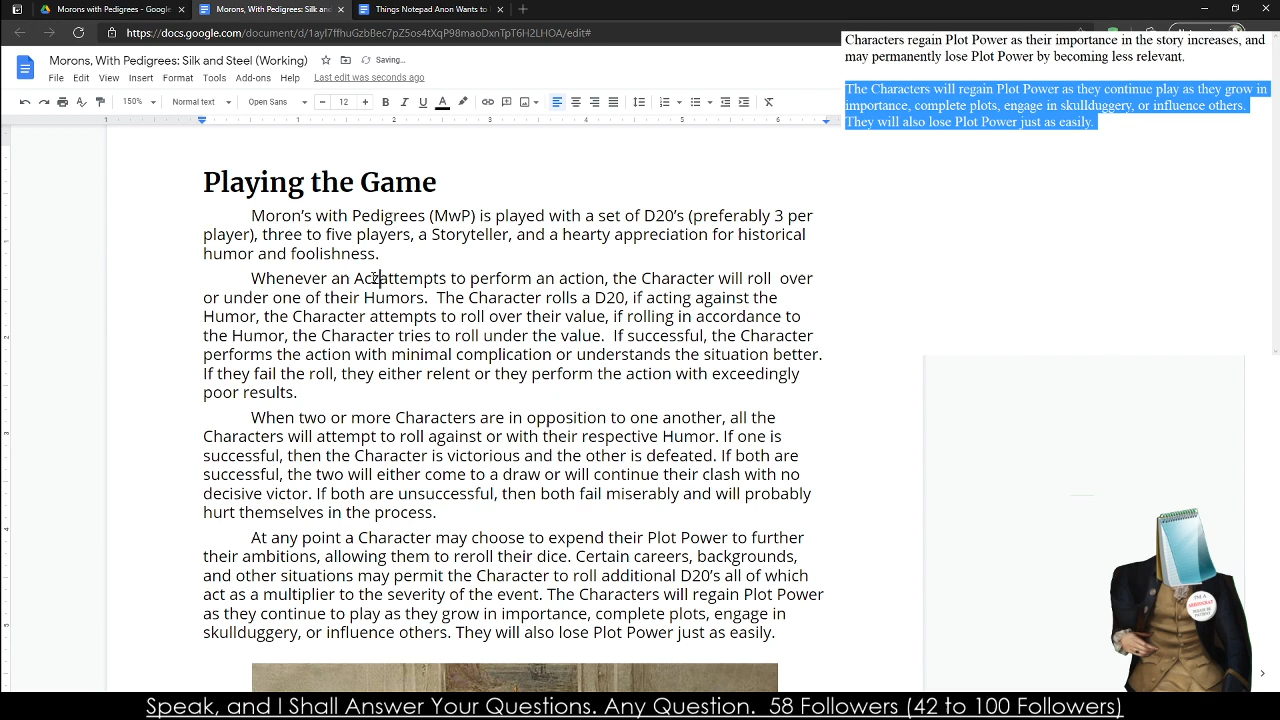 Morons with Pedigrees - Google
Morons, With Pedigrees: Silk and
Things Notepad Anon Wants to
https://docs.google.com/document/d/1ayI7ffhuGzbBec7pZ5os4tXqP98maoDxnTpT6H2LHOA/edit#
Morons, With Pedigrees: Silk and Steel (Working)
Saving...
File Edit View Insert Format Tools Add-ons Help Last edit was seconds ago
150% Normal text Open Sans 12 B I U A
1 1 2 3 4 5 6
Characters regain Plot Power as their importance in the story increases, and
may permanently lose Plot Power by becoming less relevant.
The Characters will regain Plot Power as they continue play as they grow in
importance, complete plots, engage in skullduggery, or influence others.
They will also lose Plot Power just as easily.
Playing the Game
Moron's with Pedigrees (MwP) is played with a set of D20's (preferably 3 per
player), three to five players, a Storyteller, and a hearty appreciation for historical
humor and foolishness.
Whenever an Ac attempts to perform an action, the Character will roll  over
or under one of their Humors.  The Character rolls a D20, if acting against the
Humor, the Character attempts to roll over their value, if rolling in accordance to
the Humor, the Character tries to roll under the value.  If successful, the Character
performs the action with minimal complication or understands the situation better.
If they fail the roll, they either relent or they perform the action with exceedingly
poor results.
When two or more Characters are in opposition to one another, all the
Characters will attempt to roll against or with their respective Humor. If one is
successful, then the Character is victorious and the other is defeated. If both are
successful, the two will either come to a draw or will continue their clash with no
decisive victor. If both are unsuccessful, then both fail miserably and will probably
hurt themselves in the process.
At any point a Character may choose to expend their Plot Power to further
their ambitions, allowing them to reroll their dice. Certain careers, backgrounds,
and other situations may permit the Character to roll additional D20's all of which
act as a multiplier to the severity of the event. The Characters will regain Plot Power
as they continue to play as they grow in importance, complete plots, engage in
skullduggery, or influence others. They will also lose Plot Power just as easily.
I'M A
Speak, and I Shall Answer Your Questions. Any Question.  58 Followers (42 to 100 Followers)